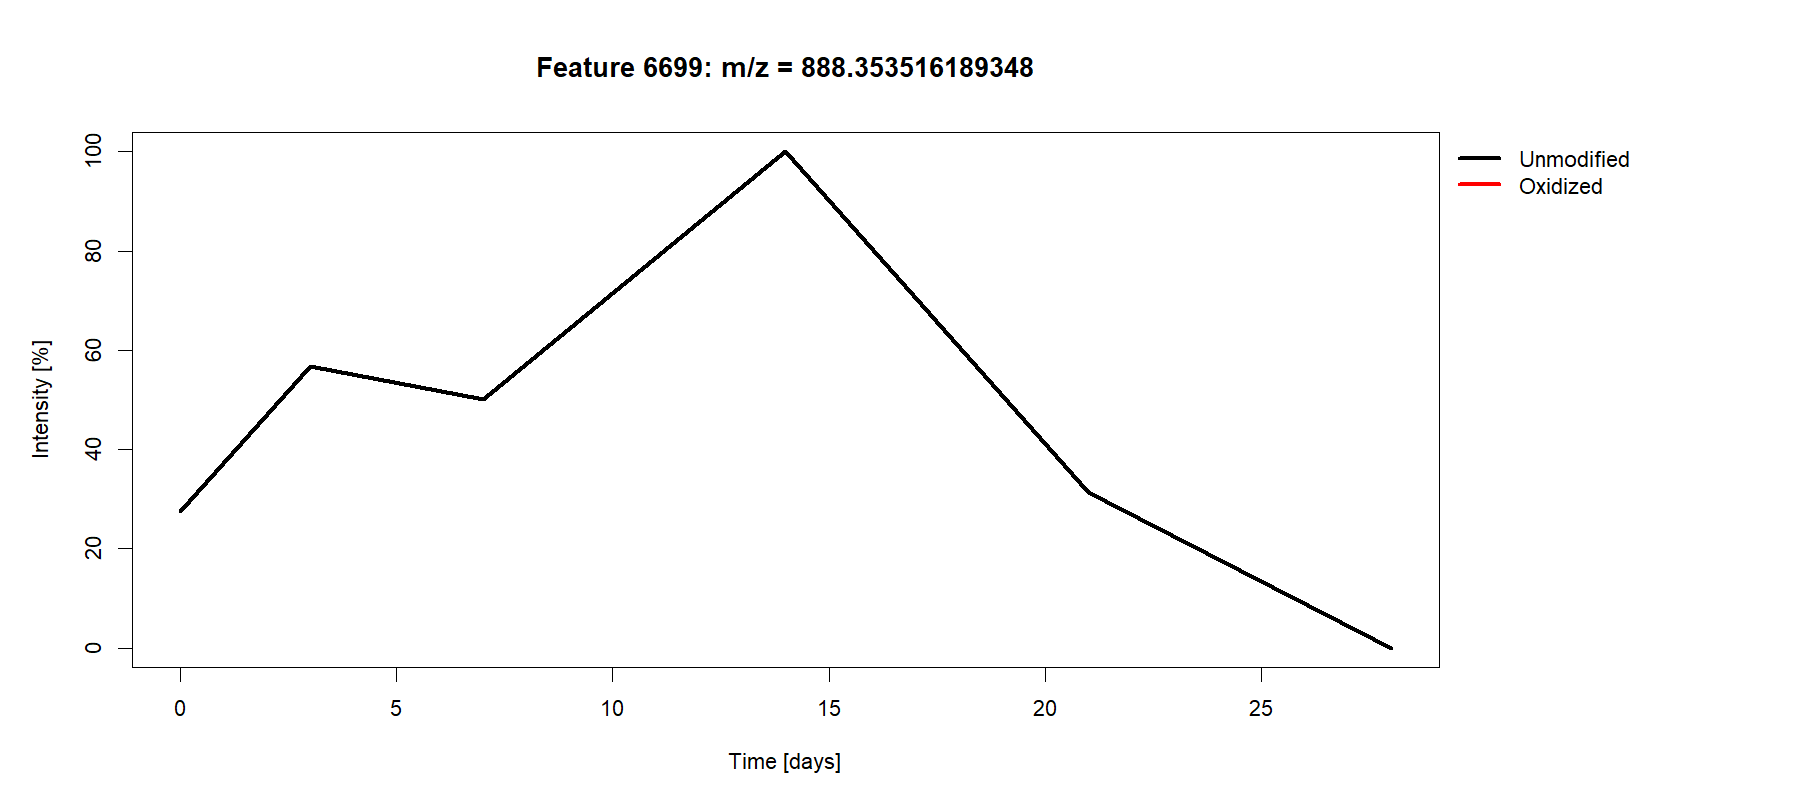 Feature 6699: m/z = 888.353516189348
Unmodified
Oxidized
Intensity [%]
100
80
60
40
20
0
0 5 10 15 20 25
Time [days]